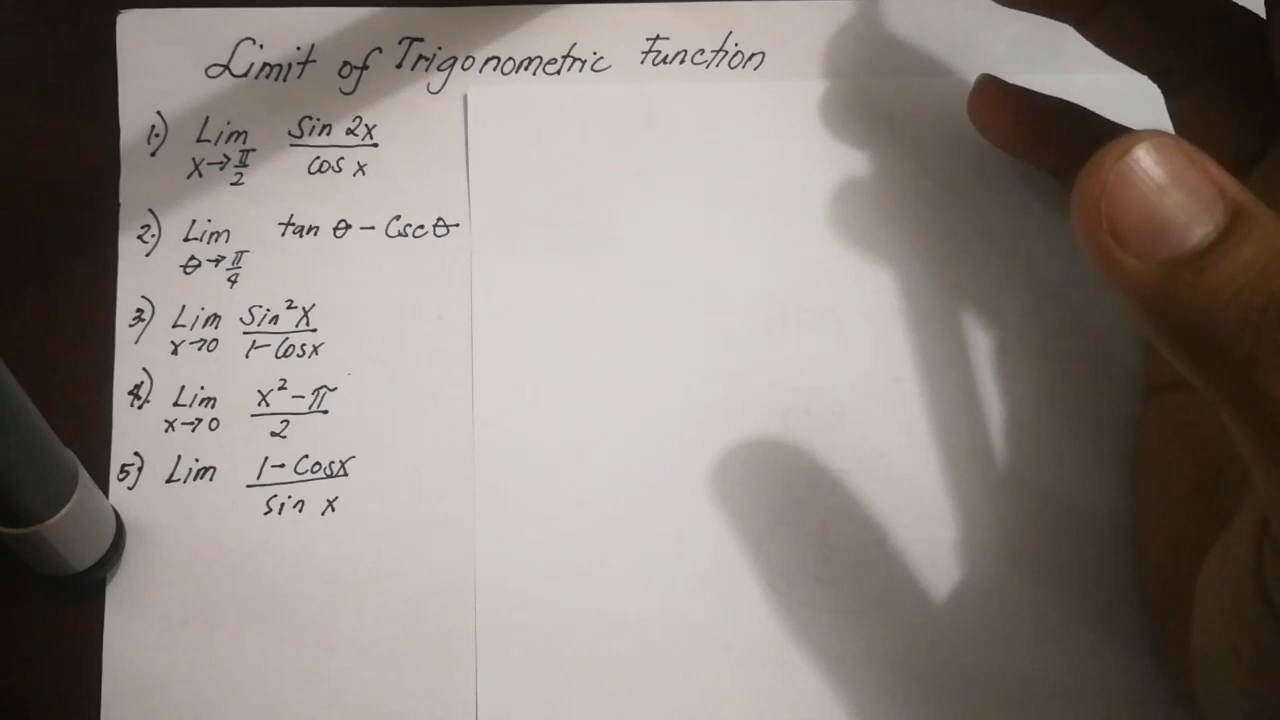 Limit of Trigonometric Function
1.) Lim x→π/2 sin 2x / cos x
2.) Lim θ→π/4 tan θ - Csc θ
3.) Lim x→0 Sin²x / 1-Cosx
4.) Lim x→0 x²-π / 2
5.) Lim 1-Cosx / sin x